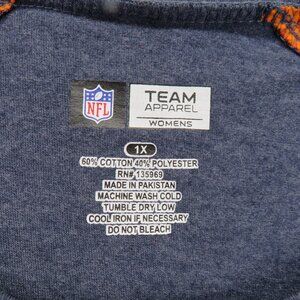 NFL
TEAM
APPAREL
WOMENS
1X
60% COTTON 40% POLYESTER
RN# 135969
MADE IN PAKISTAN
MACHINE WASH COLD
TUMBLE DRY LOW
COOL IRON IF NECESSARY
DO NOT BLEACH